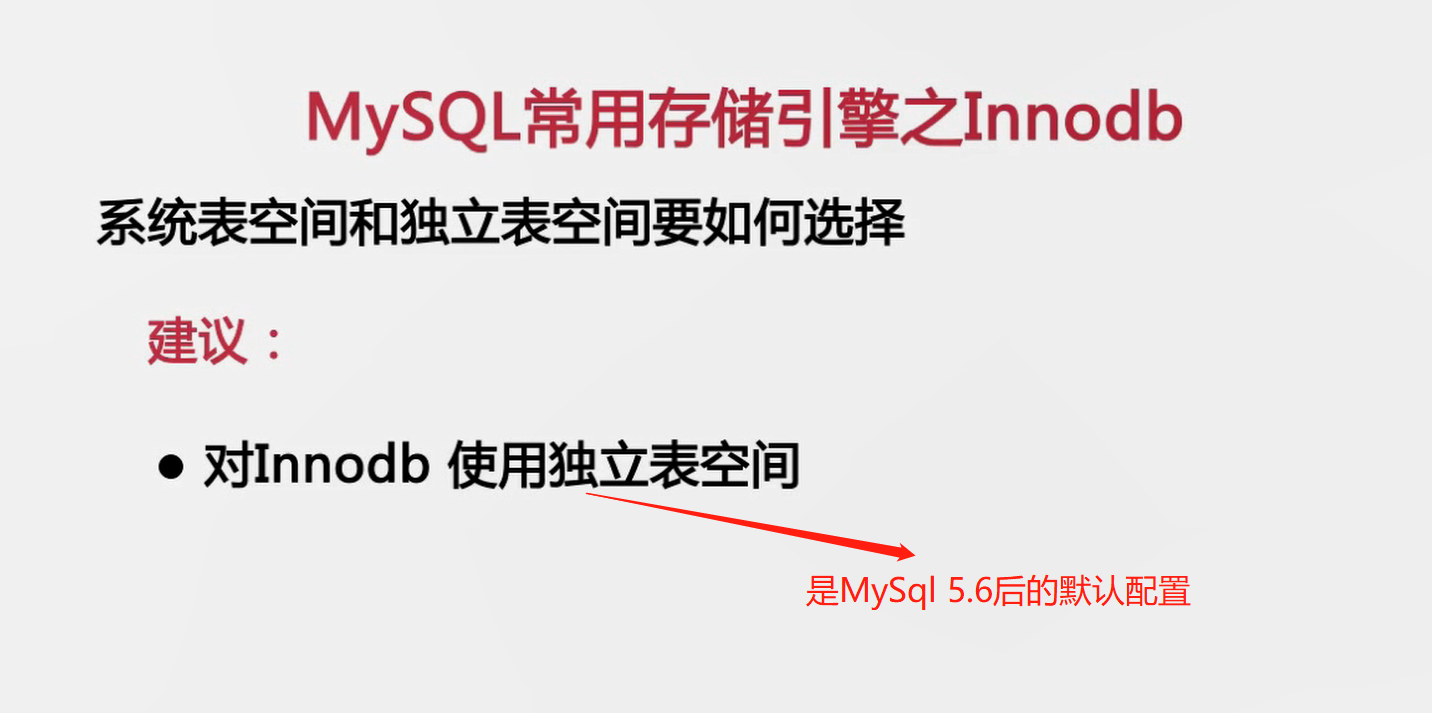 MySQL常用存储引擎之Innodb
系统表空间和独立表空间要如何选择
建议：
● 对Innodb 使用独立表空间
是MySql 5.6后的默认配置